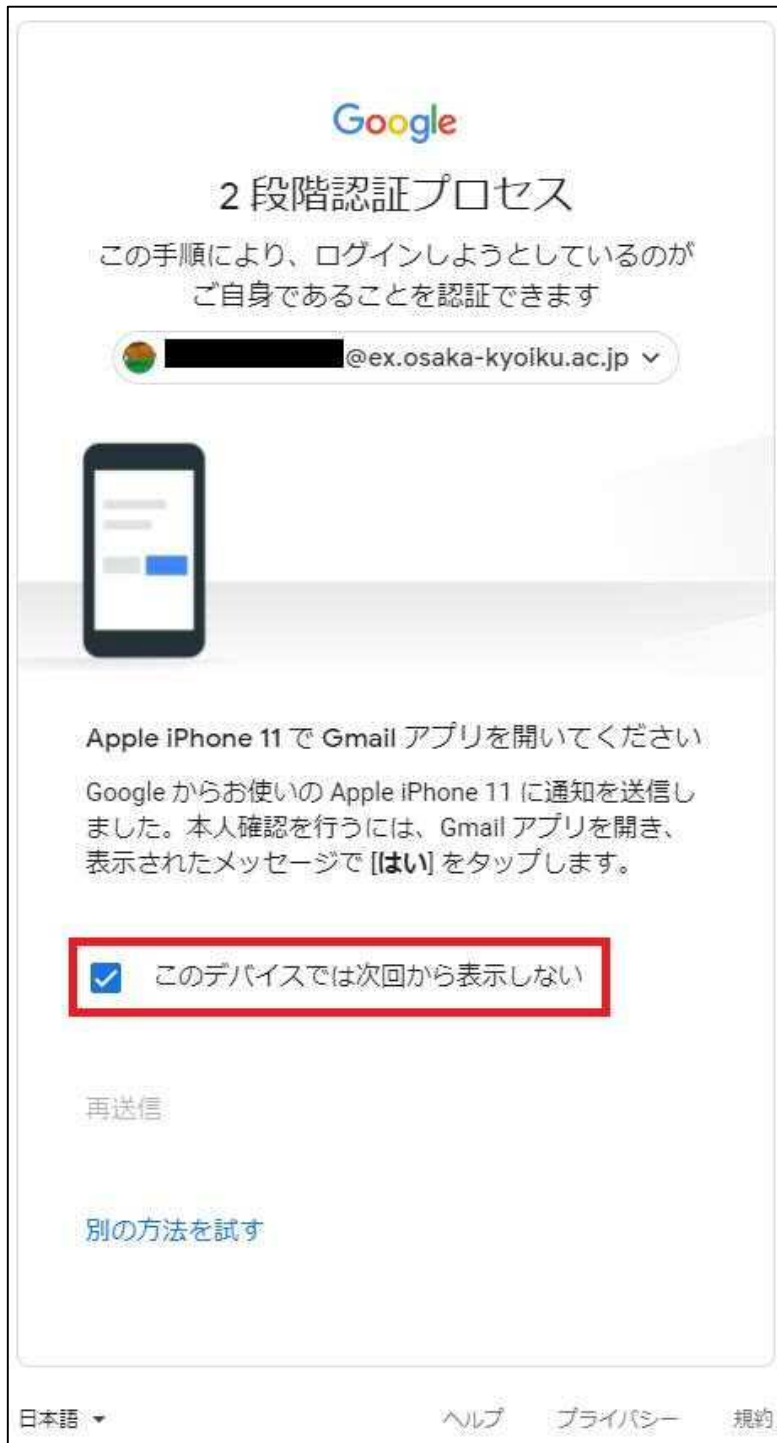 Google
2 段階認証プロセス
この手順により、ログインしようとしているのが
ご自身であることを認証できます
@ex.osaka-kyoiku.ac.jp
Apple iPhone 11 で Gmail アプリを開いてください
Google からお使いの Apple iPhone 11 に通知を送信し
ました。本人確認を行うには、Gmail アプリを開き、
表示されたメッセージで [はい] をタップします。
このデバイスでは次回から表示しない
再送信
別の方法を試す
日本語 ヘルプ プライバシー 規約